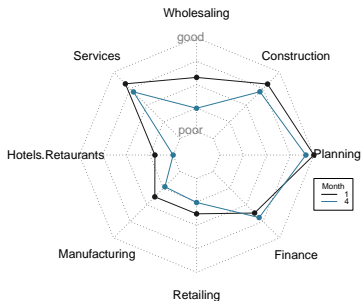 Wholesaling
good
Services
Construction
poor
Hotels.Retaurants
Planning
Month
1
4
Manufacturing
Finance
Retailing